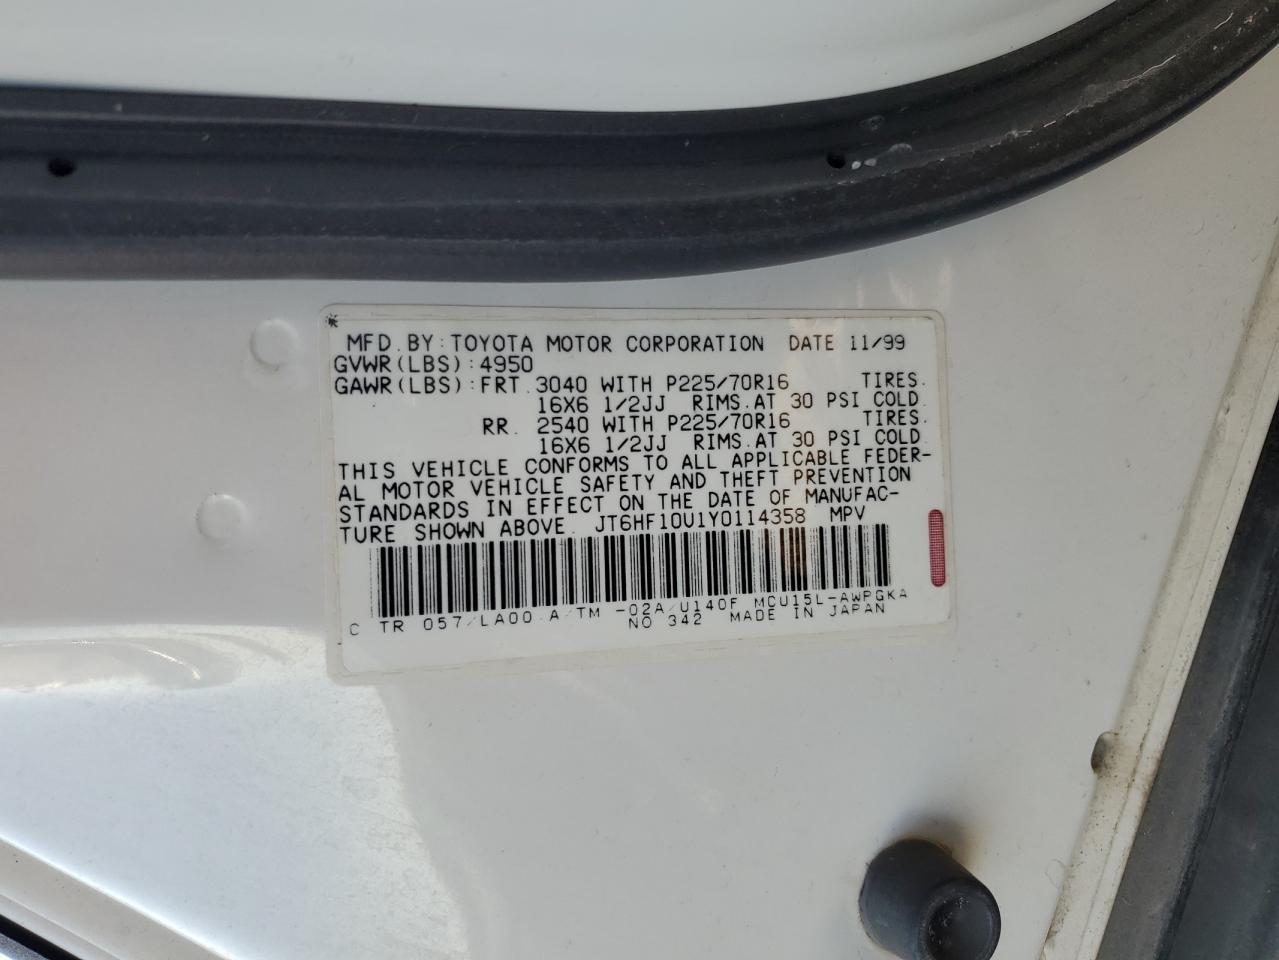 MFD. BY: TOYOTA MOTOR CORPORATION DATE 11/99
GVWR(LBS): 4950
GAWR(LBS): FRT. 3040 WITH P225/70R16 TIRES.
16X6 1/2JJ RIMS. AT 30 PSI COLD.
RR. 2540 WITH P225/70R16 TIRES.
16X6 1/2JJ RIMS. AT 30 PSI COLD.
THIS VEHICLE CONFORMS TO ALL APPLICABLE FEDER-
AL MOTOR VEHICLE SAFETY AND THEFT PREVENTION
STANDARDS IN EFFECT ON THE DATE OF MANUFAC-
TURE SHOWN ABOVE. JT6HF10U1Y0114358 MPV
C TR 057/LA00 A/TM -02A/U140F MCU15L-AWPGKA
NO 342 MADE IN JAPAN